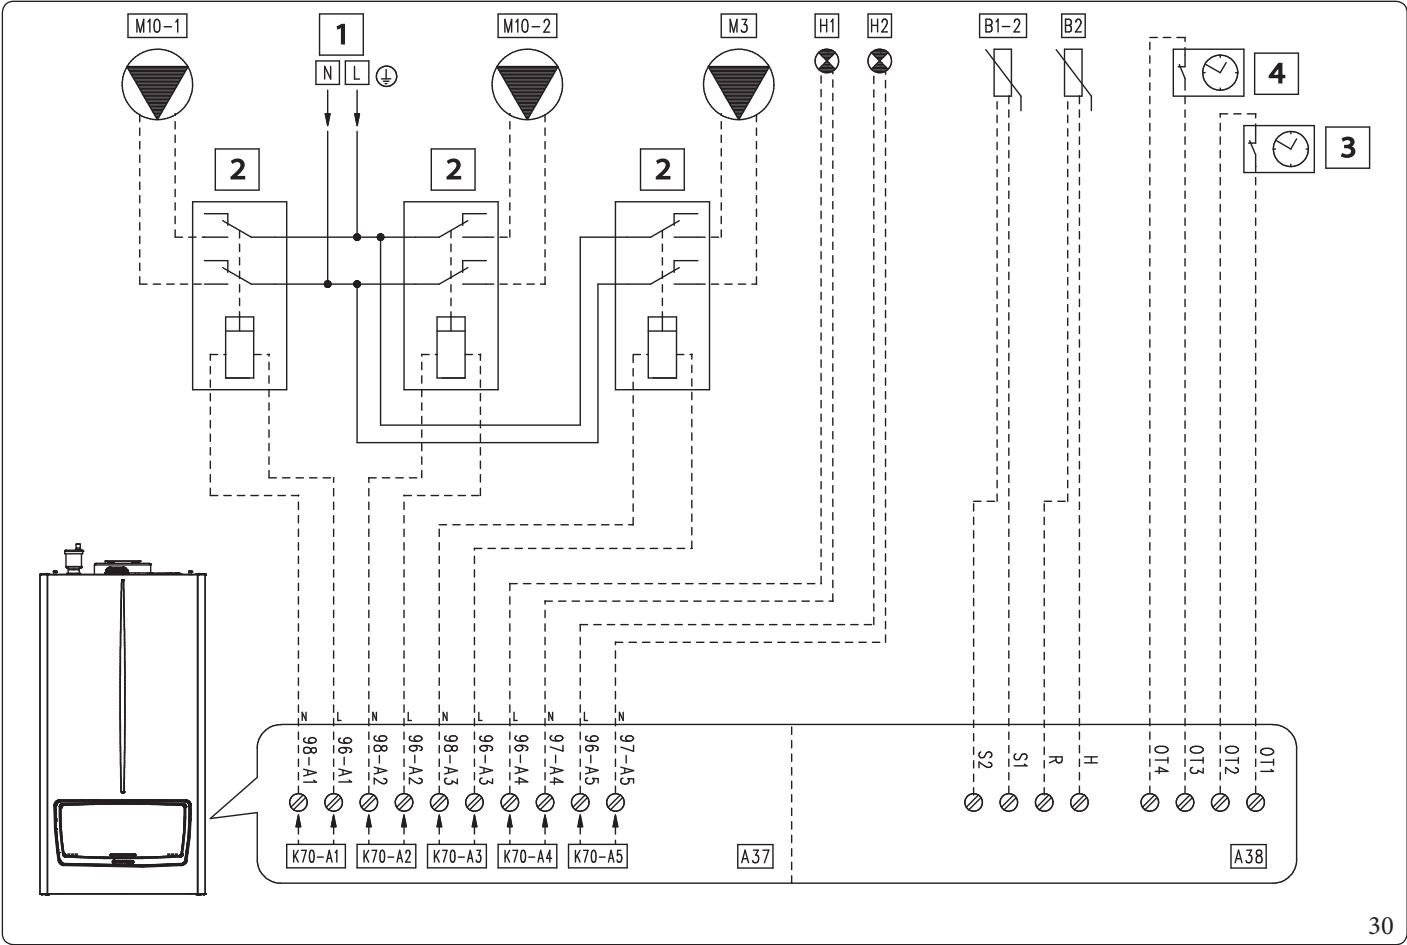 M10-1
1
M10-2
M3
H1
H2
B1-2
B2
N L
4
3
2
2
2
N L N L N L L N L N
98-A1
96-A1
98-A2
96-A2
98-A3
96-A3
96-A4
97-A4
96-A5
97-A5
S2
S1
R
H
OT4
OT3
OT2
OT1
K70-A1
K70-A2
K70-A3
K70-A4
K70-A5
A37
A38
30